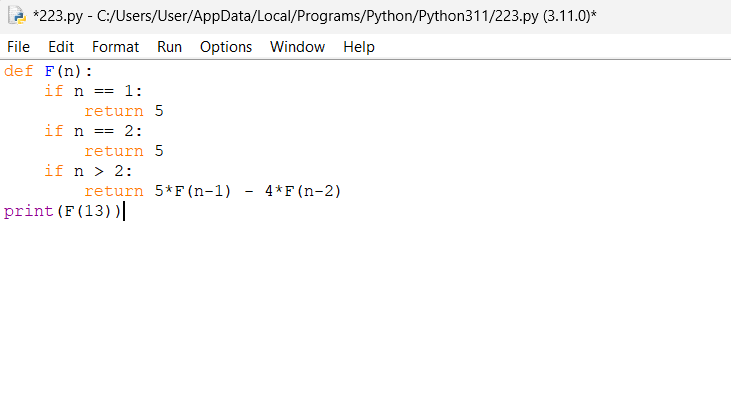 *223.py - C:/Users/User/AppData/Local/Programs/Python/Python311/223.py (3.11.0)*
File Edit Format Run Options Window Help
def F(n):
    if n == 1:
        return 5
    if n == 2:
        return 5
    if n > 2:
        return 5*F(n-1) - 4*F(n-2)
print(F(13))